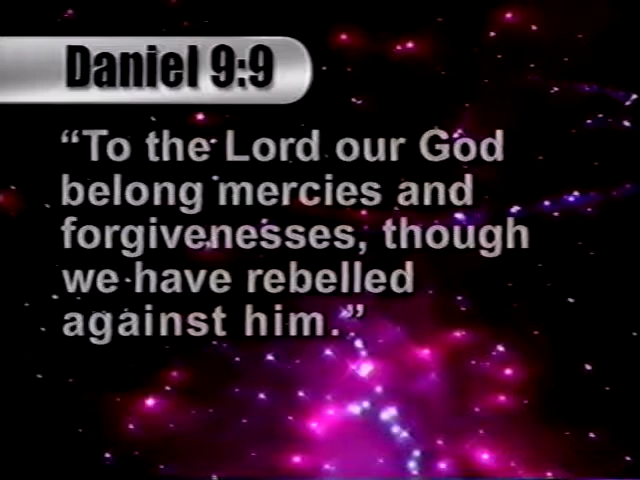 Daniel 9:9
“To the Lord our God
belong mercies and
forgivenesses, though
we have rebelled
against him.”